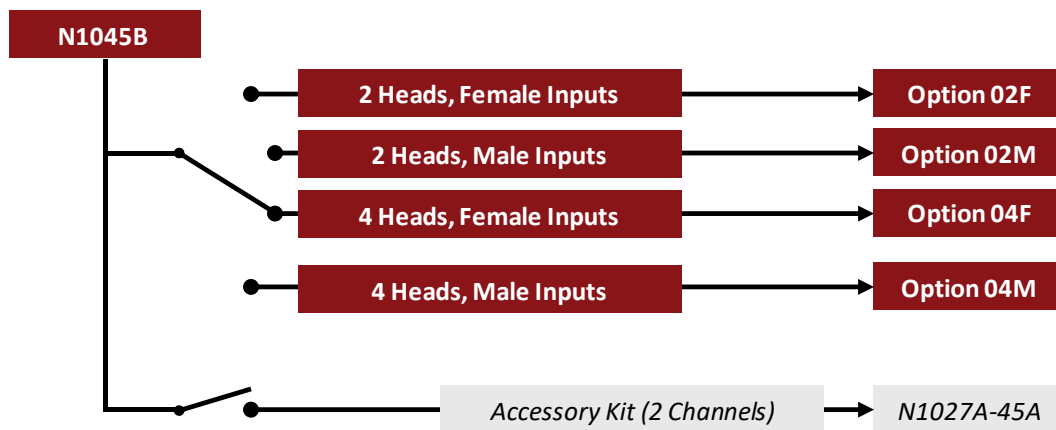 N1045B
2 Heads, Female Inputs
Option 02F
2 Heads, Male Inputs
Option 02M
4 Heads, Female Inputs
Option 04F
4 Heads, Male Inputs
Option 04M
Accessory Kit (2 Channels)
N1027A-45A